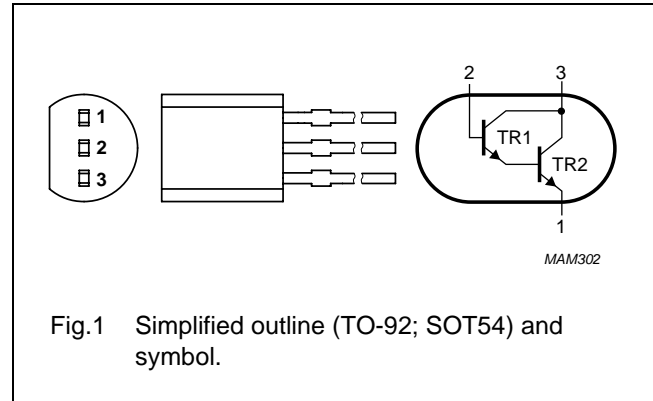 1
2
3
2 3
TR1
TR2
1
MAM302
Fig.1 Simplified outline (TO-92; SOT54) and
symbol.